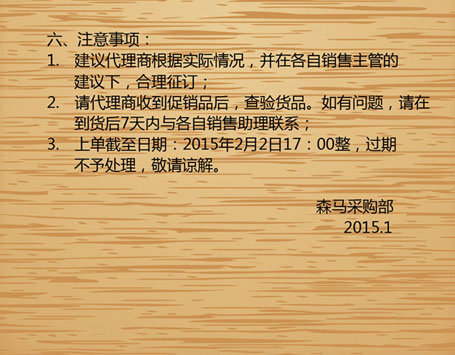 六、注意事项：
1. 建议代理商根据实际情况，并在各自销售主管的
建议下，合理征订；
2. 请代理商收到促销品后，查验货品。如有问题，请在
到货后7天内与各自销售助理联系；
3. 上单截至日期：2015年2月2日17：00整，过期
不予处理，敬请谅解。
森马采购部
2015.1